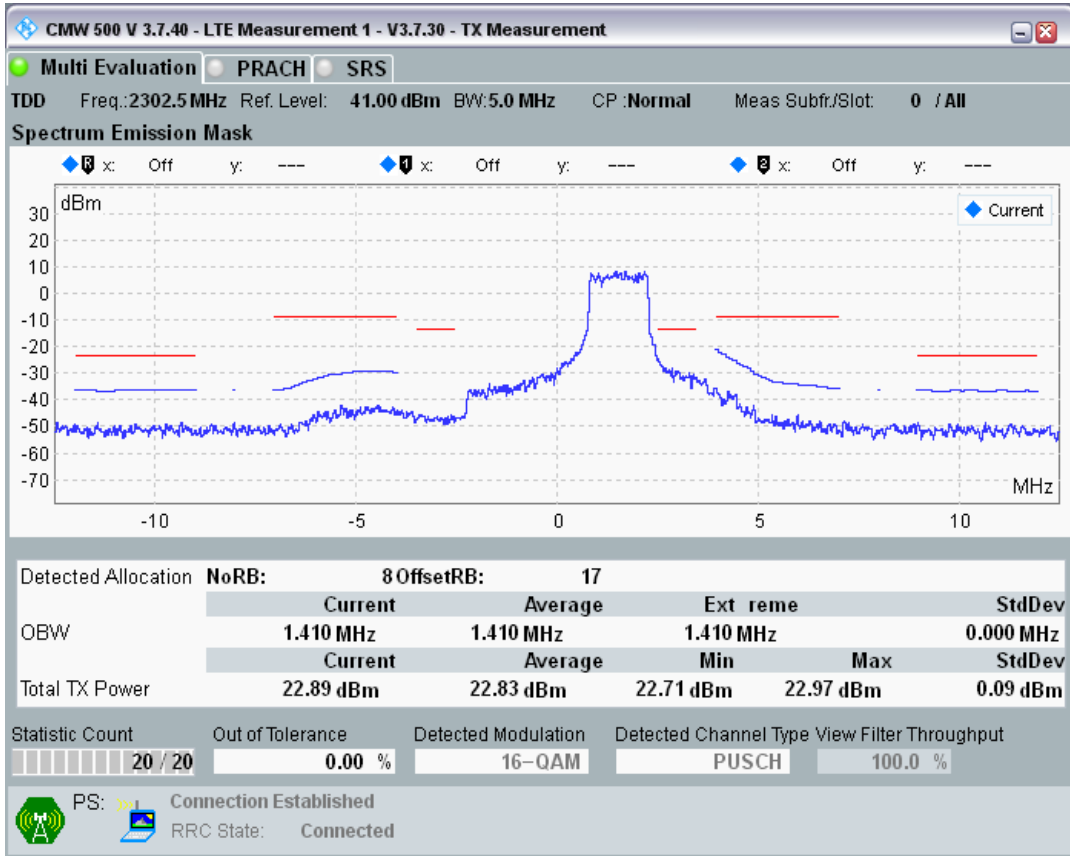 CMW 500 V 3.7.40 - LTE Measurement 1 - V3.7.30 - TX Measurement
Multi Evaluation PRACH SRS
TDD Freq.:2302.5 MHz Ref. Level: 41.00 dBm BW:5.0 MHz CP :Normal Meas Subfr./Slot: 0 / All
Spectrum Emission Mask
R x: Off y: --- 1 x: Off y: --- 2 x: Off y: ---
dBm
Current
30
20
10
0
-10
-20
-30
-40
-50
-60
-70
MHz
-10 -5 0 5 10
Detected Allocation NoRB: 8 OffsetRB: 17
Current Average Ext reme StdDev
OBW 1.410 MHz 1.410 MHz 1.410 MHz 0.000 MHz
Current Average Min Max StdDev
Total TX Power 22.89 dBm 22.83 dBm 22.71 dBm 22.97 dBm 0.09 dBm
Statistic Count Out of Tolerance Detected Modulation Detected Channel Type View Filter Throughput
20 / 20 0.00 % 16-QAM PUSCH 100.0 %
PS: Connection Established
RRC State: Connected